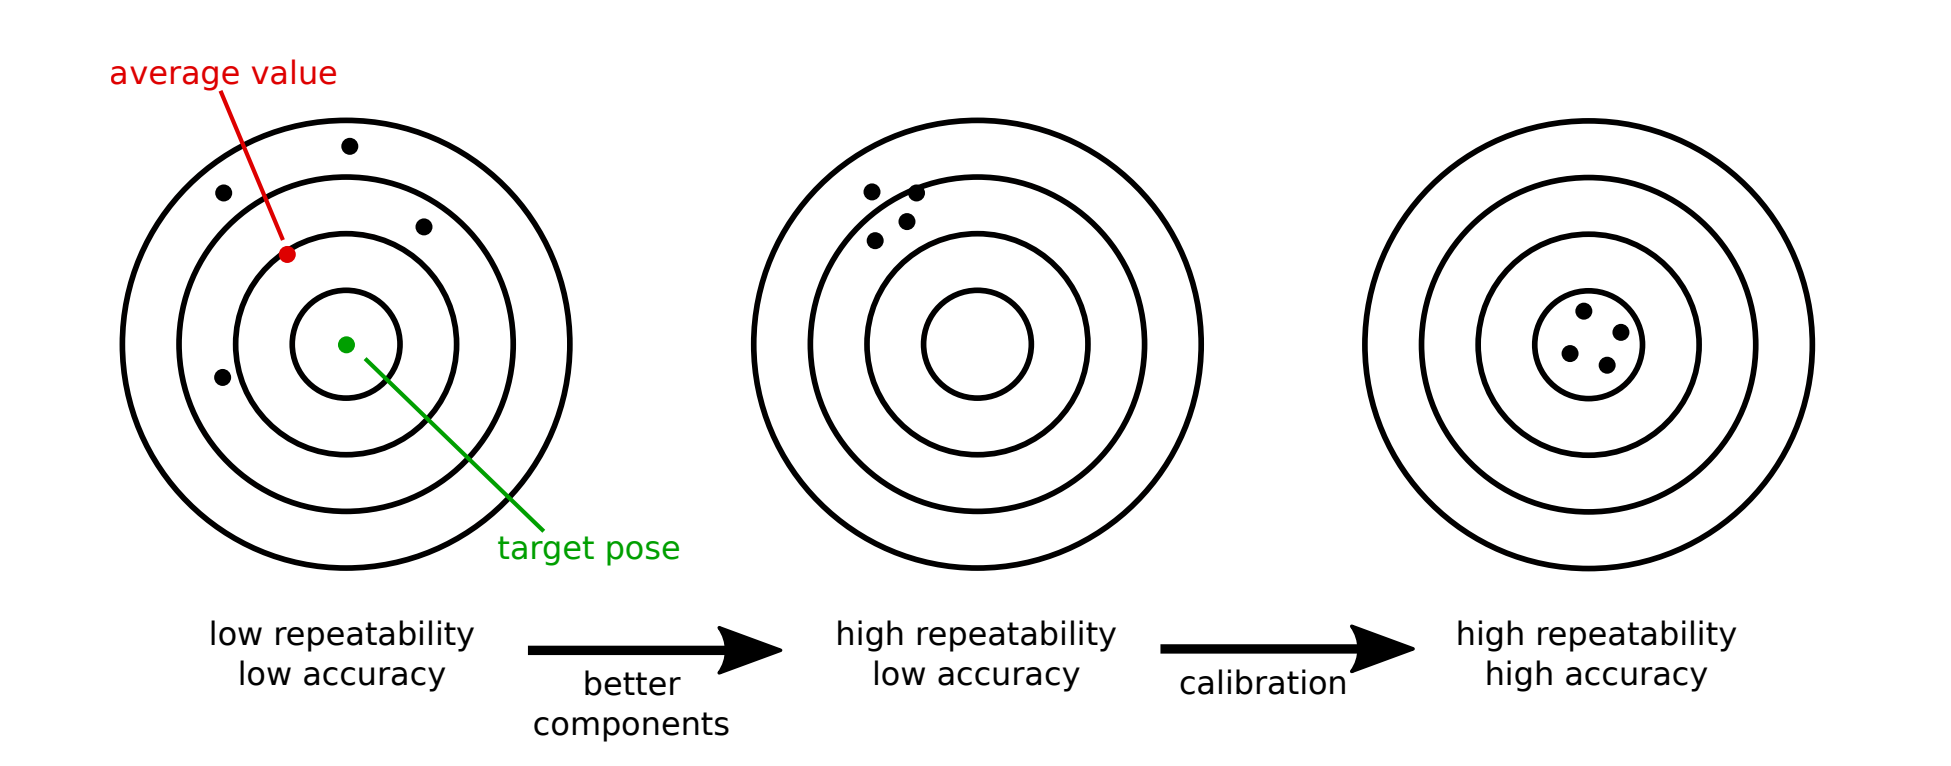 average value
target pose
low repeatability
low accuracy
better
components
high repeatability
low accuracy
calibration
high repeatability
high accuracy